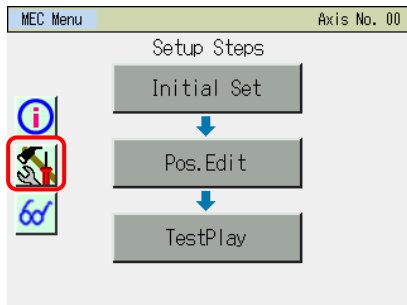 MEC Menu Axis No. 00
Setup Steps
Initial Set
Pos.Edit
TestPlay